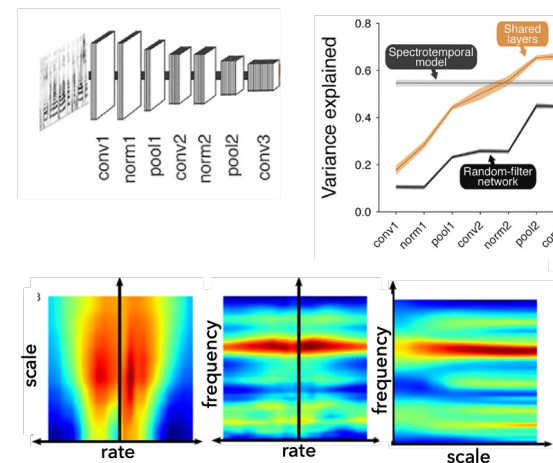 conv1
norm1
pool1
conv2
norm2
pool2
conv3
Variance explained
0.8
0.6
0.4
0.2
0.0
Shared
layers
Spectrotemporal
model
Random-filter
network
conv1
norm1
pool1
conv2
norm2
pool2
scale
rate
frequency
rate
frequency
scale